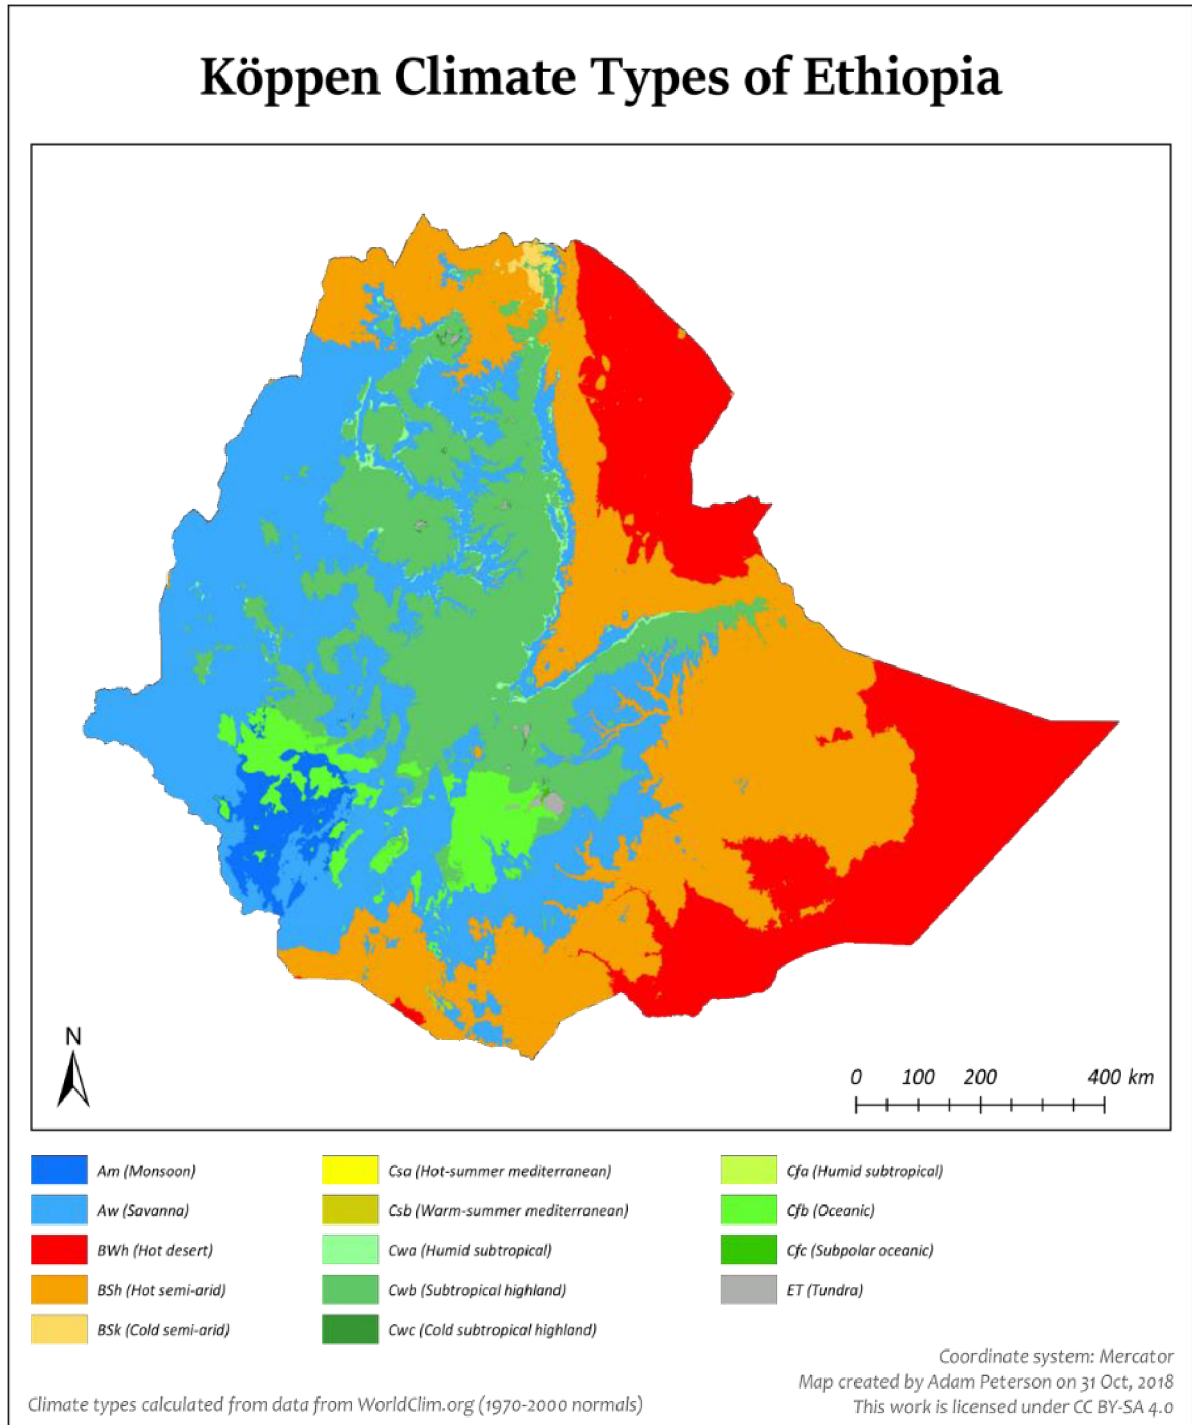 Köppen Climate Types of Ethiopia
N
0 100 200 400 km
Am (Monsoon)
Aw (Savanna)
BWh (Hot desert)
BSh (Hot semi-arid)
BSk (Cold semi-arid)
Csa (Hot-summer mediterranean)
Csb (Warm-summer mediterranean)
Cwa (Humid subtropical)
Cwb (Subtropical highland)
Cwc (Cold subtropical highland)
Cfa (Humid subtropical)
Cfb (Oceanic)
Cfc (Subpolar oceanic)
ET (Tundra)
Climate types calculated from data from WorldClim.org (1970-2000 normals)
Coordinate system: Mercator
Map created by Adam Peterson on 31 Oct, 2018
This work is licensed under CC BY-SA 4.0